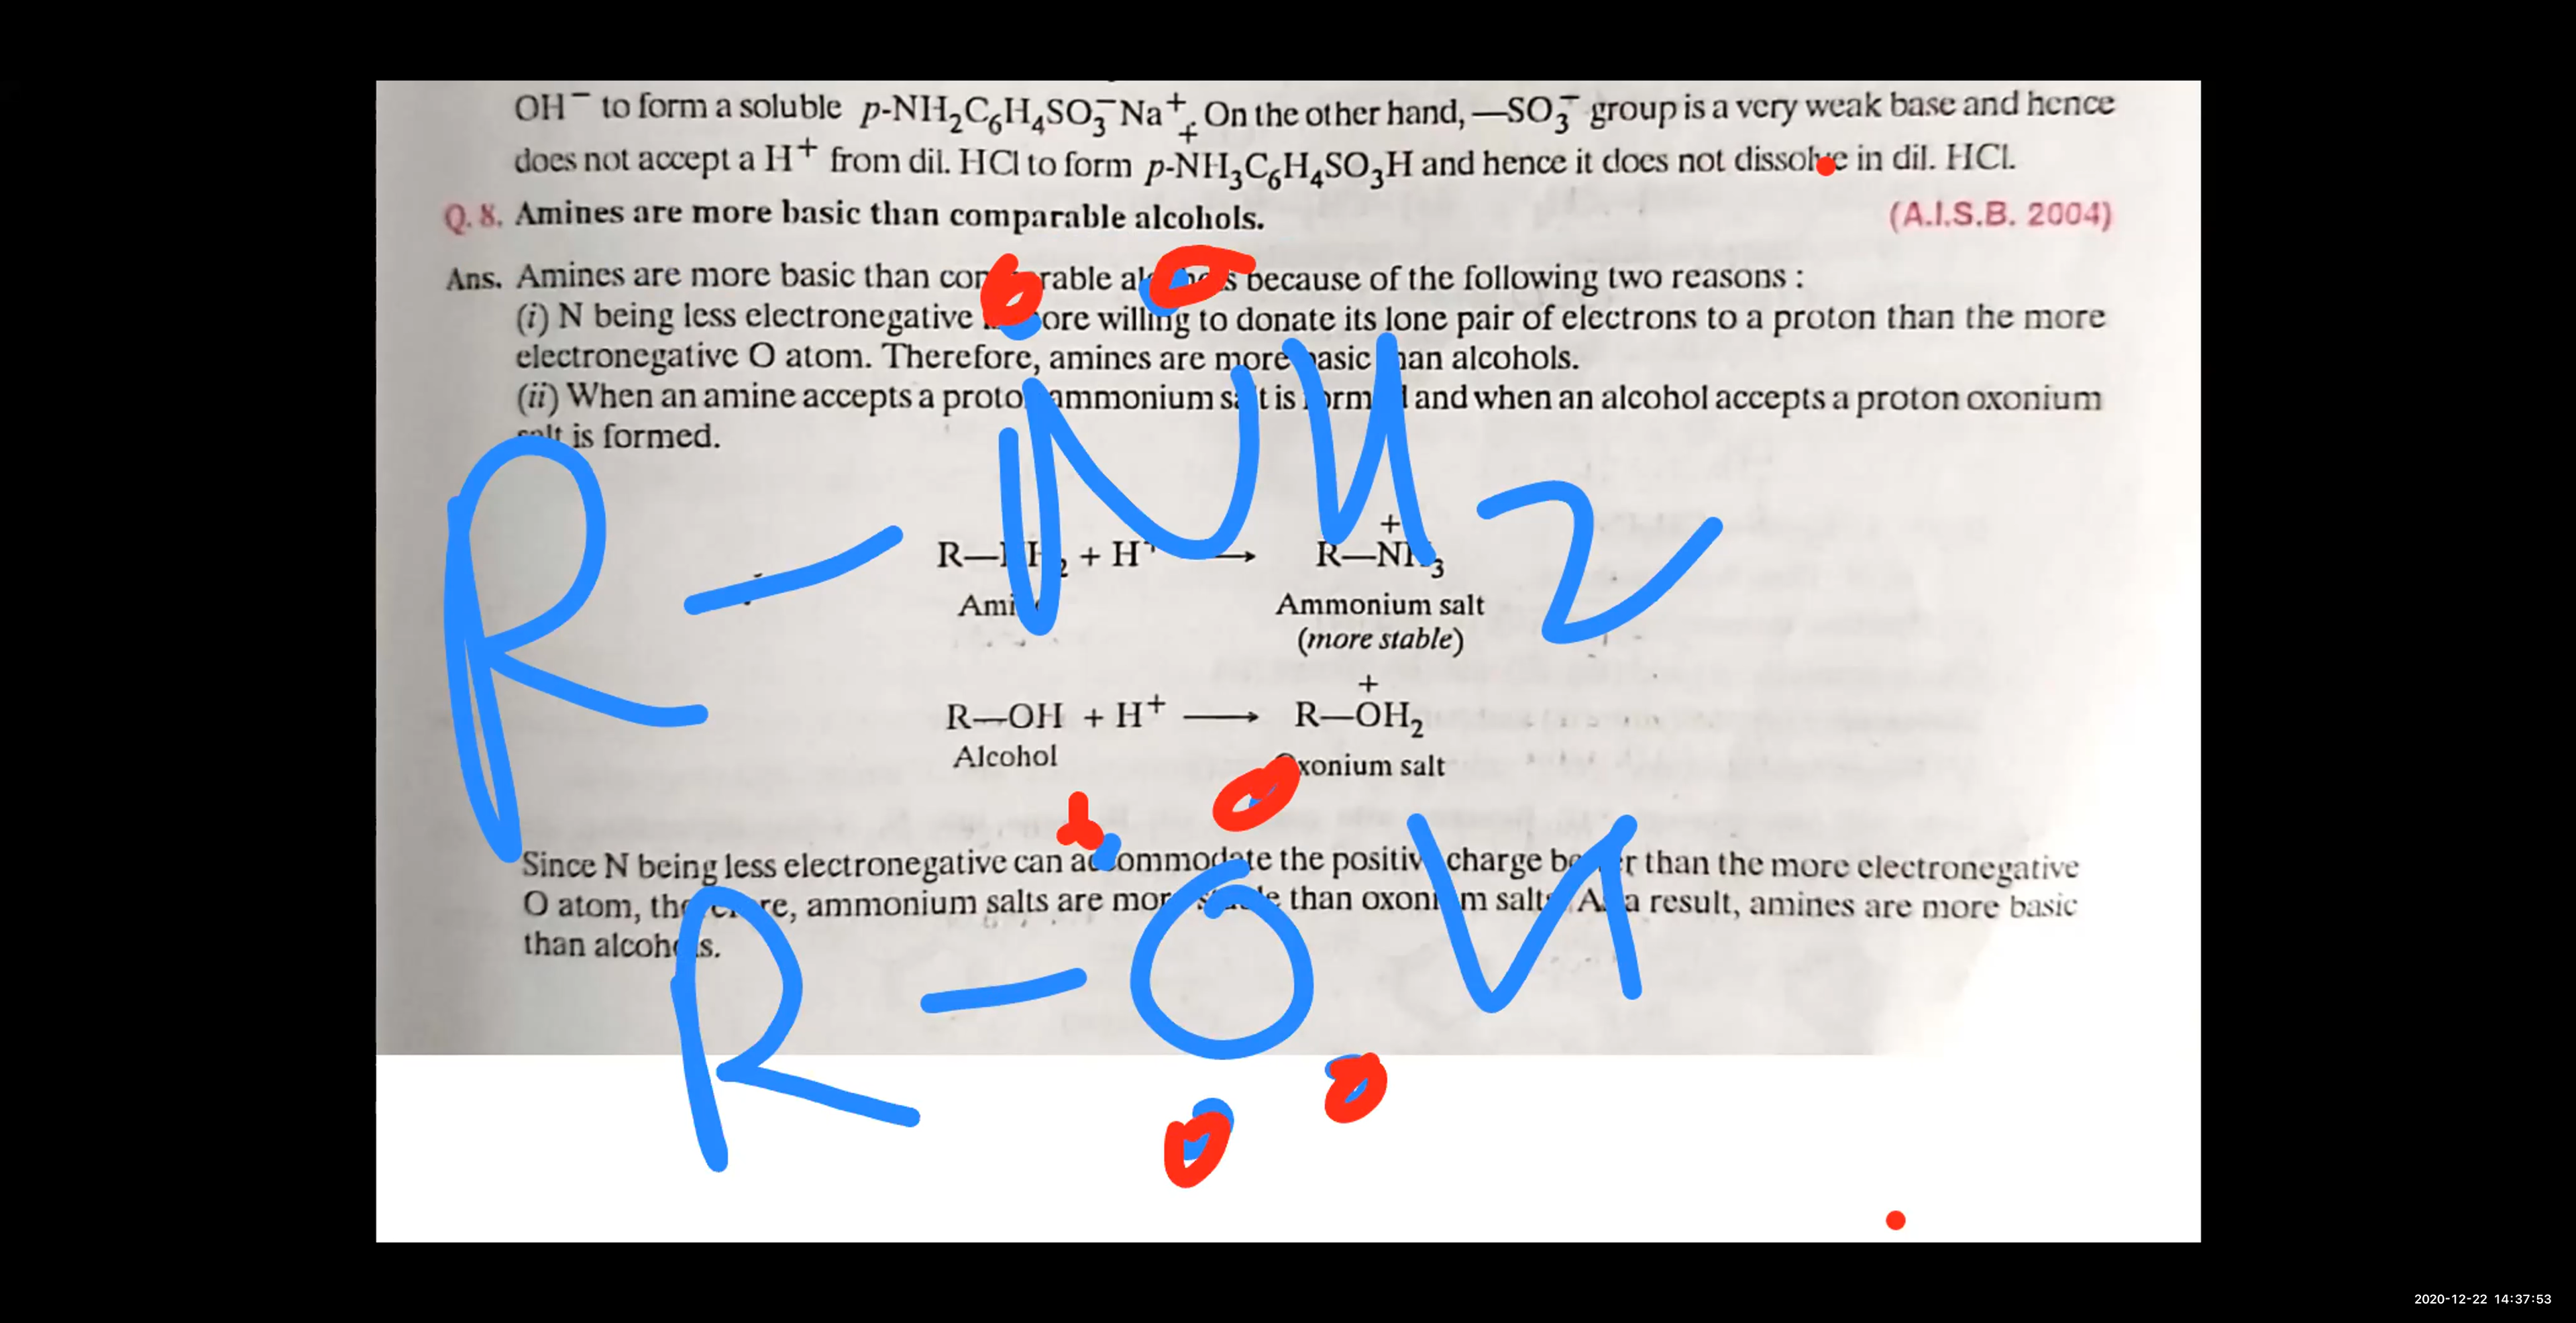 OH⁻ to form a soluble p-NH₂C₆H₄SO₃⁻Na⁺. On the other hand, —SO₃⁻ group is a very weak base and hence
does not accept a H⁺ from dil. HCl to form p-N⁺H₃C₆H₄SO₃H and hence it does not dissolve in dil. HCl.
Q. 8. Amines are more basic than comparable alcohols. (A.I.S.B. 2004)
Ans. Amines are more basic than comparable because of the following two reasons :
(i) N being less electronegative more willing to donate its lone pair of electrons to a proton than the more
electronegative O atom. Therefore, amines are more basic than alcohols.
(ii) When an amine accepts a proton ammonium salt is formed and when an alcohol accepts a proton oxonium
salt is formed.
R—NH₂
R—NH₂ + H⁺ ⟶ R—N⁺H₃
Amine Ammonium salt
(more stable)
R—OH + H⁺ ⟶ R—O⁺H₂
Alcohol Oxonium salt
Since N being less electronegative can accommodate the positive charge better than the more electronegative
O atom, therefore, ammonium salts are more stable than oxonium salts. As a result, amines are more basic
than alcohols.
R—OH
2020-12-22 14:37:53